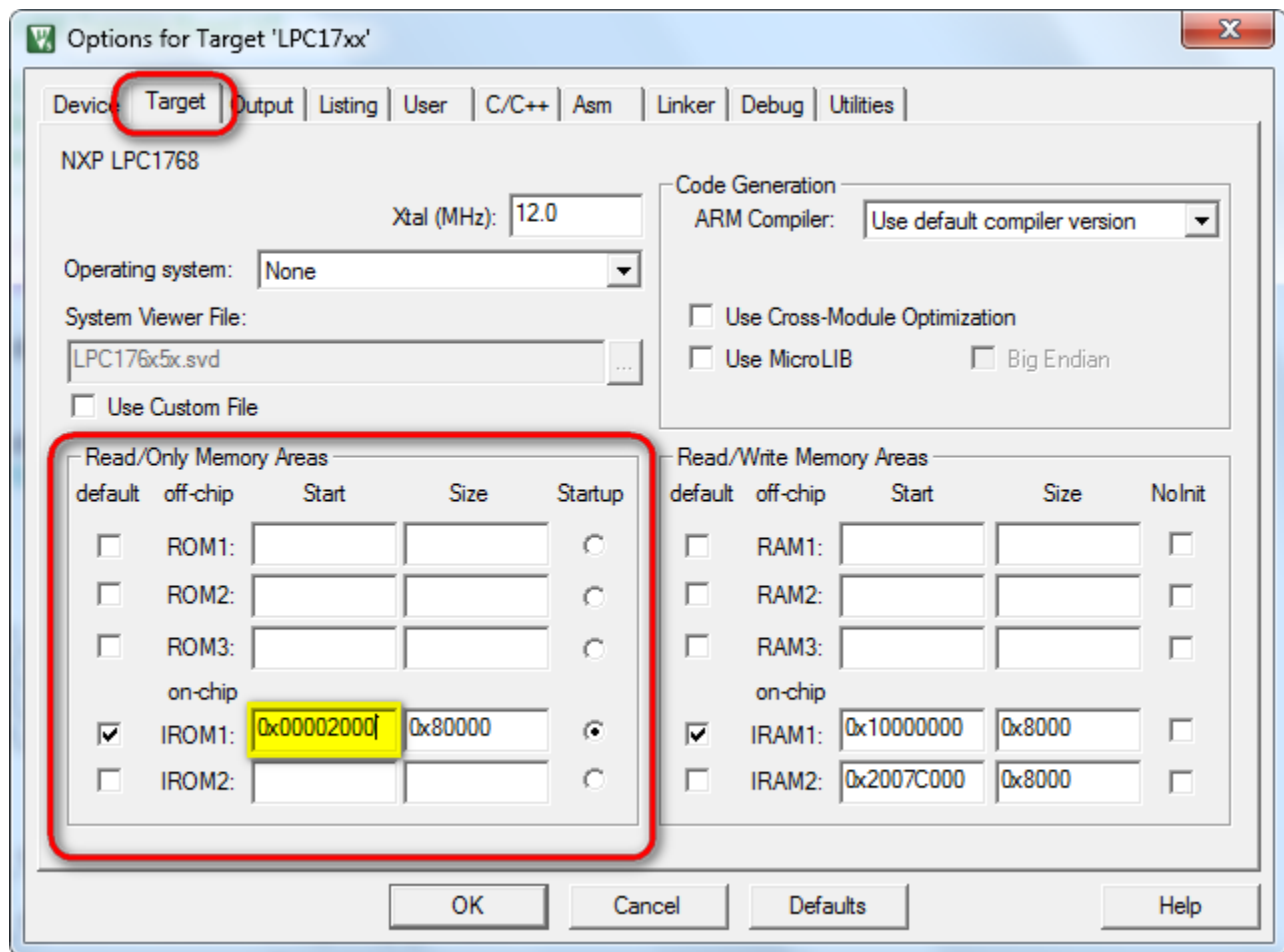 Options for Target 'LPC17xx'
Device Target Output Listing User C/C++ Asm Linker Debug Utilities
NXP LPC1768
Xtal (MHz): 12.0
Operating system: None
System Viewer File:
LPC176x5x.svd ...
Use Custom File
Code Generation
ARM Compiler: Use default compiler version
Use Cross-Module Optimization
Use MicroLIB Big Endian
Read/Only Memory Areas
default off-chip Start Size Startup
ROM1:
ROM2:
ROM3:
on-chip
IROM1: 0x00002000 0x80000
IROM2:
Read/Write Memory Areas
default off-chip Start Size NoInit
RAM1:
RAM2:
RAM3:
on-chip
IRAM1: 0x10000000 0x8000
IRAM2: 0x2007C000 0x8000
OK Cancel Defaults Help